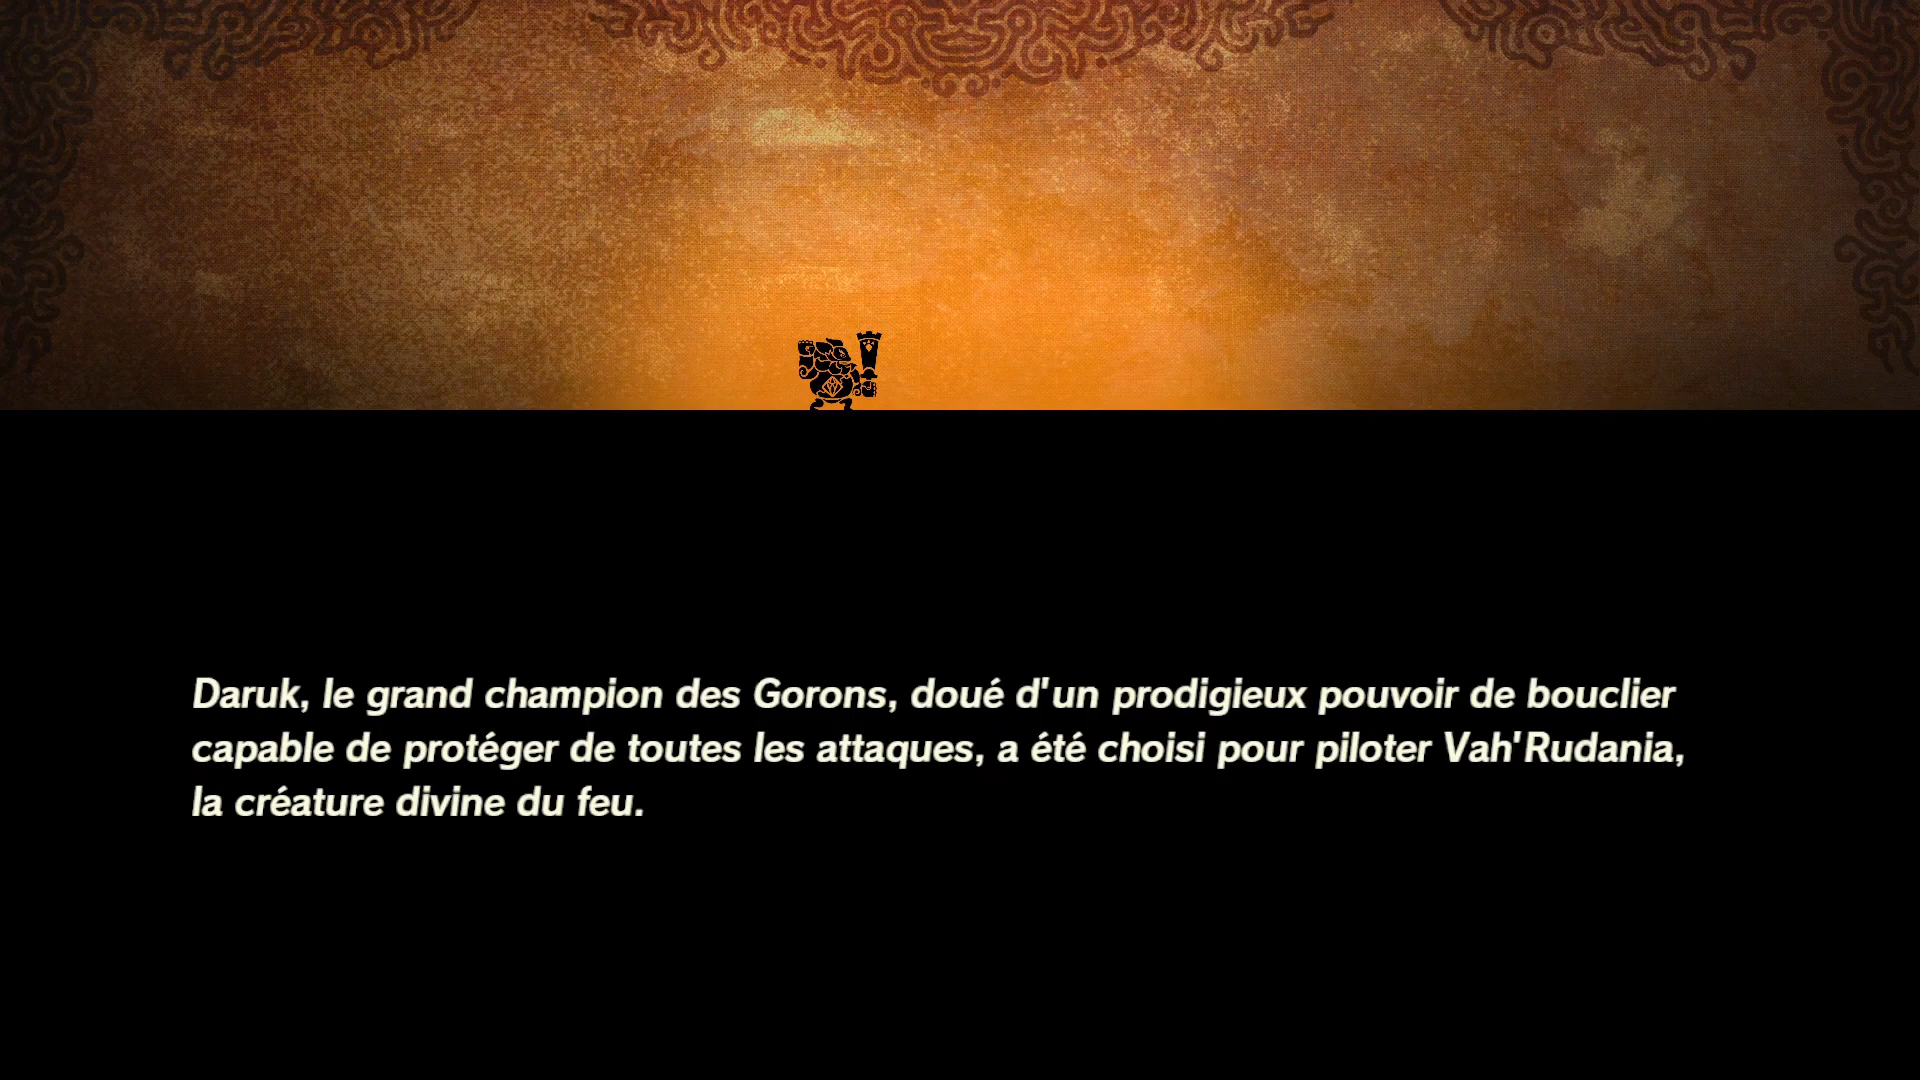 Daruk, le grand champion des Gorons, doué d'un prodigieux pouvoir de bouclier
capable de protéger de toutes les attaques, a été choisi pour piloter Vah'Rudania,
la créature divine du feu.